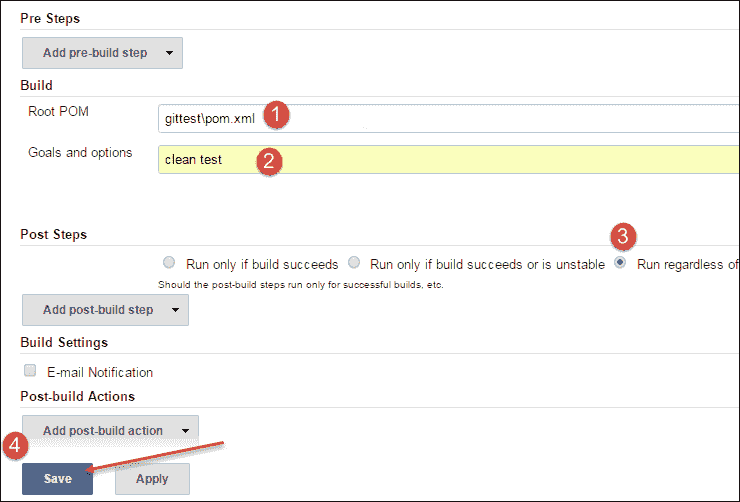 Pre Steps
Add pre-build step
Build
Root POM
gittest\pom.xml 1
Goals and options
clean test 2
3
Post Steps
Run only if build succeeds Run only if build succeeds or is unstable Run regardless of
Should the post-build steps run only for successful builds, etc.
Add post-build step
Build Settings
E-mail Notification
Post-build Actions
Add post-build action
4
Save Apply